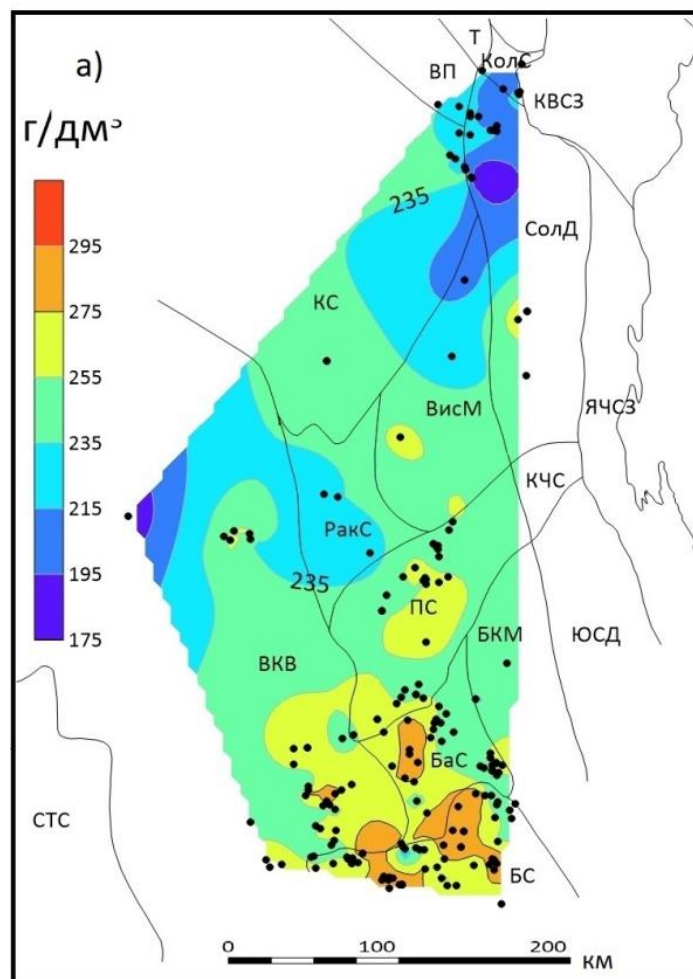 Т
КолС
ВП
а)
КВСЗ
г/дм³
235
295
275
255
235
215
195
175
СолД
КС
ВисМ
ЯЧСЗ
КЧС
РакС
235
ПС
БКМ
ЮСД
ВКВ
БаС
СТС
БС
0 100 200
км